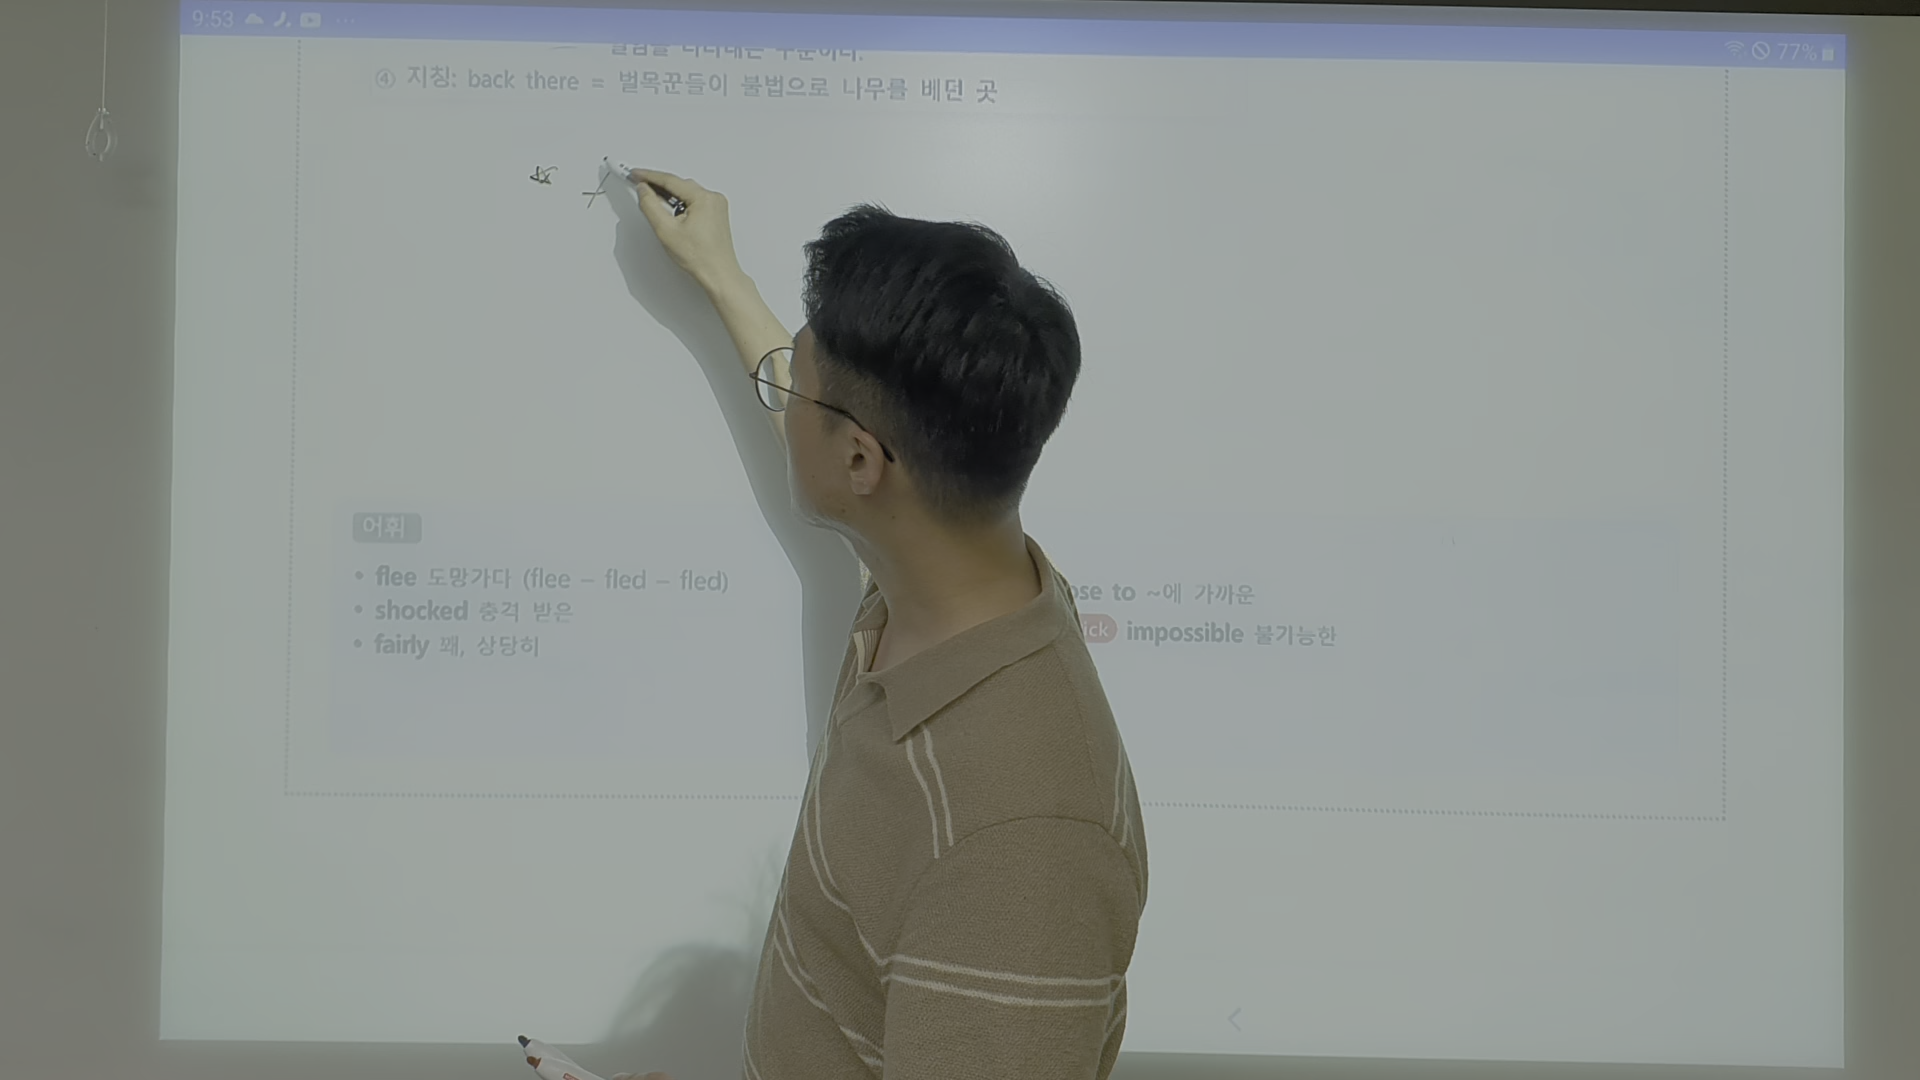 9:53
77%
④ 지칭: back there = 벌목꾼들이 불법으로 나무를 베던 곳
어휘
• flee 도망가다 (flee – fled – fled)
• shocked 충격 받은
• fairly 꽤, 상당히
to ~에 가까운
impossible 불가능한